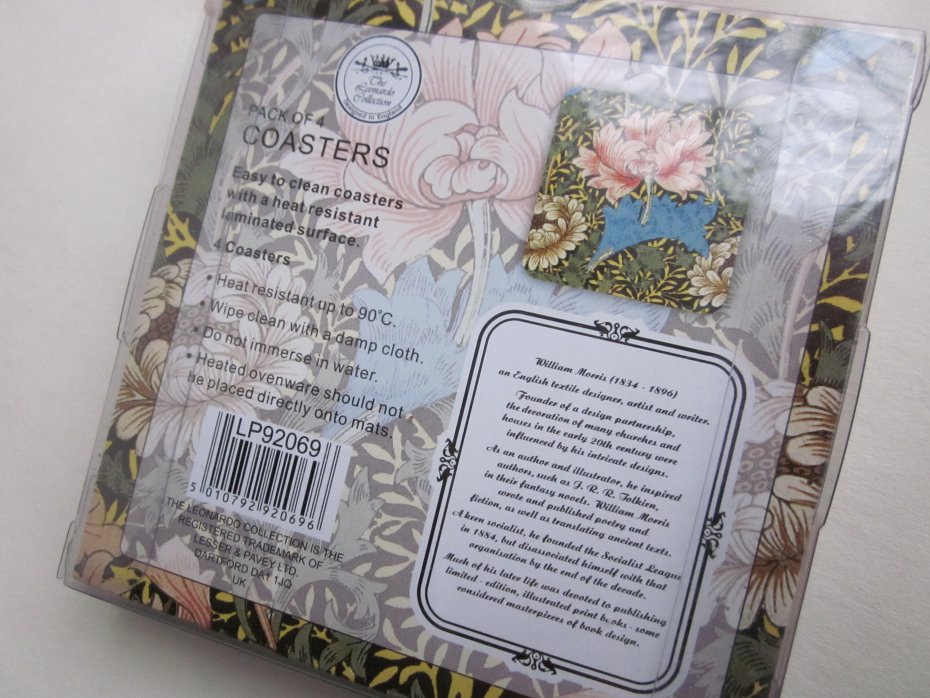 The
Leonardo
Collection
Designed in England
PACK OF 4
COASTERS
Easy to clean coasters
with a heat resistant
laminated surface.
4 Coasters
• Heat resistant up to 90°C.
• Wipe clean with a damp cloth.
• Do not immerse in water.
• Heated ovenware should not
be placed directly onto mats.
LP92069
5 010792 920696
THE LEONARDO COLLECTION IS THE
REGISTERED TRADEMARK OF
LESSER & PAVEY LTD.
DARTFORD DA1 1JQ
UK
William Morris (1834 - 1896)
an English textile designer, artist and writer.
Founder of a design partnership,
the decoration of many churches and
houses in the early 20th century were
influenced by his intricate designs.
As an author and illustrator, he inspired
authors, such as J. R. R. Tolkien,
in their fantasy novels. William Morris
wrote and published poetry and
fiction, as well as translating ancient texts.
A keen socialist, he founded the Socialist League
in 1884, but disassociated himself with that
organisation by the end of the decade.
Much of his later life was devoted to publishing
limited - edition, illustrated print books - some
considered masterpieces of book design.